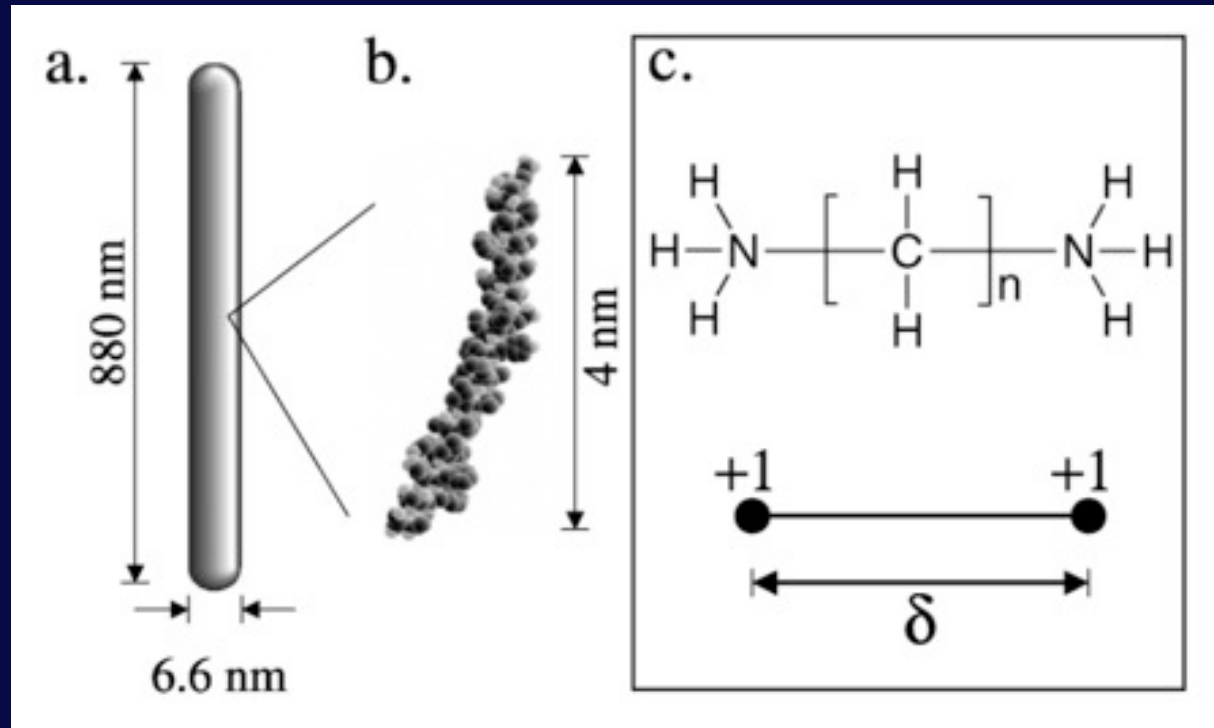 a.
880 nm
6.6 nm
b.
4 nm
c.
H H H
H—N—[C]n—N—H
H H H
+1 +1
δ